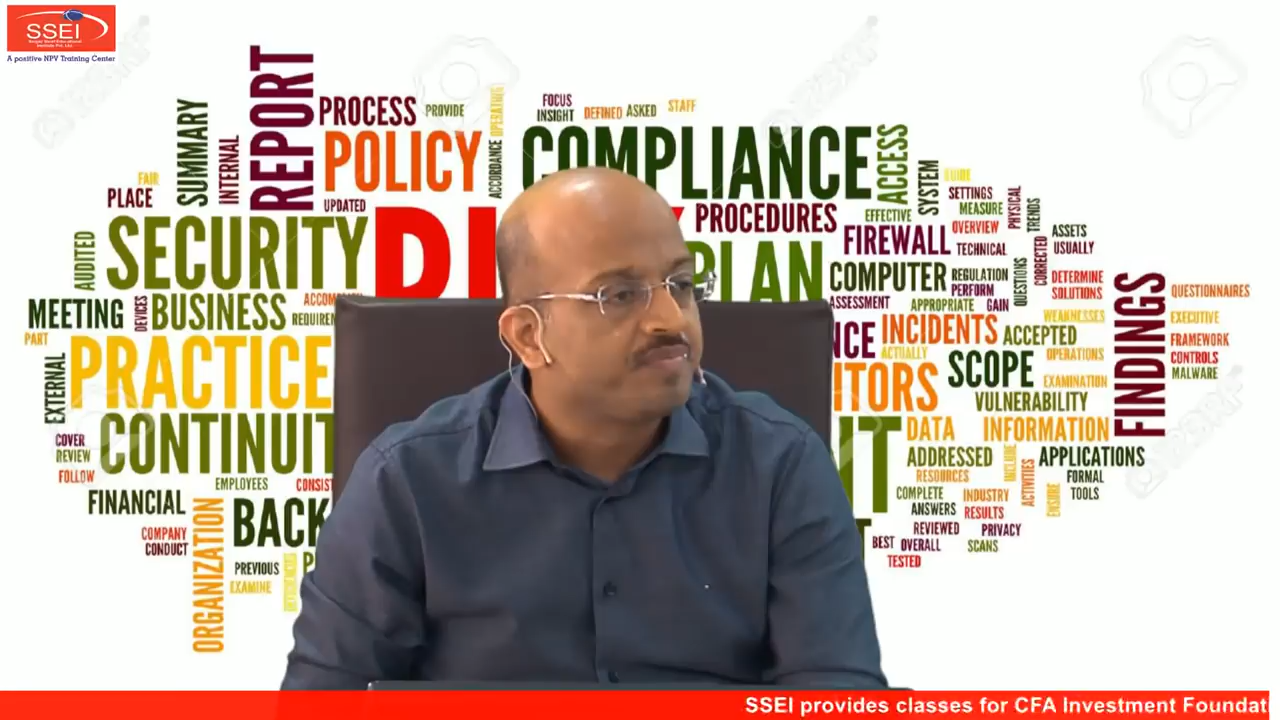 SSEI
A positive NPV Training Center
REPORT
PROCESS
PROVIDE
OPERATING
FOCUS
INSIGHT
DEFINED
ASKED
STAFF
SUMMARY
INTERNAL
POLICY
ACCORDANCE
COMPLIANCE
ACCESS
SYSTEM
GUIDE
FAIR
PLACE
UPDATED
PROCEDURES
EFFECTIVE
SETTINGS
MEASURE
PHYSICAL
TRENDS
OVERVIEW
AUDITED
SECURITY
FIREWALL
TECHNICAL
ASSETS
USUALLY
CORRECTED
QUESTIONS
PLAN
COMPUTER
REGULATION
PERFORM
DETERMINE
SOLUTIONS
FINDINGS
QUESTIONNAIRES
MEETING
DEVICES
BUSINESS
ASSESSMENT
APPROPRIATE
GAIN
WEAKNESSES
EXECUTIVE
PART
PRACTICE
NCE
INCIDENTS
ACCEPTED
FRAMEWORK
ACTUALLY
OPERATIONS
CONTROLS
EXTERNAL
ITORS
SCOPE
EXAMINATION
MALWARE
VULNERABILITY
COVER
REVIEW
CONTINUIT
DATA
INFORMATION
FOLLOW
EMPLOYEES
CONSIST
ADDRESSED
INCLUDE
ACTIVITIES
APPLICATIONS
RESOURCES
FORMAL
TOOLS
ENSURE
FINANCIAL
ORGANIZATION
BACK
COMPLETE
INDUSTRY
ANSWERS
RESULTS
COMPANY
CONDUCT
REVIEWED
PRIVACY
BEST
OVERALL
SCANS
PREVIOUS
TESTED
EXAMINE
SSEI provides classes for CFA Investment Foundati